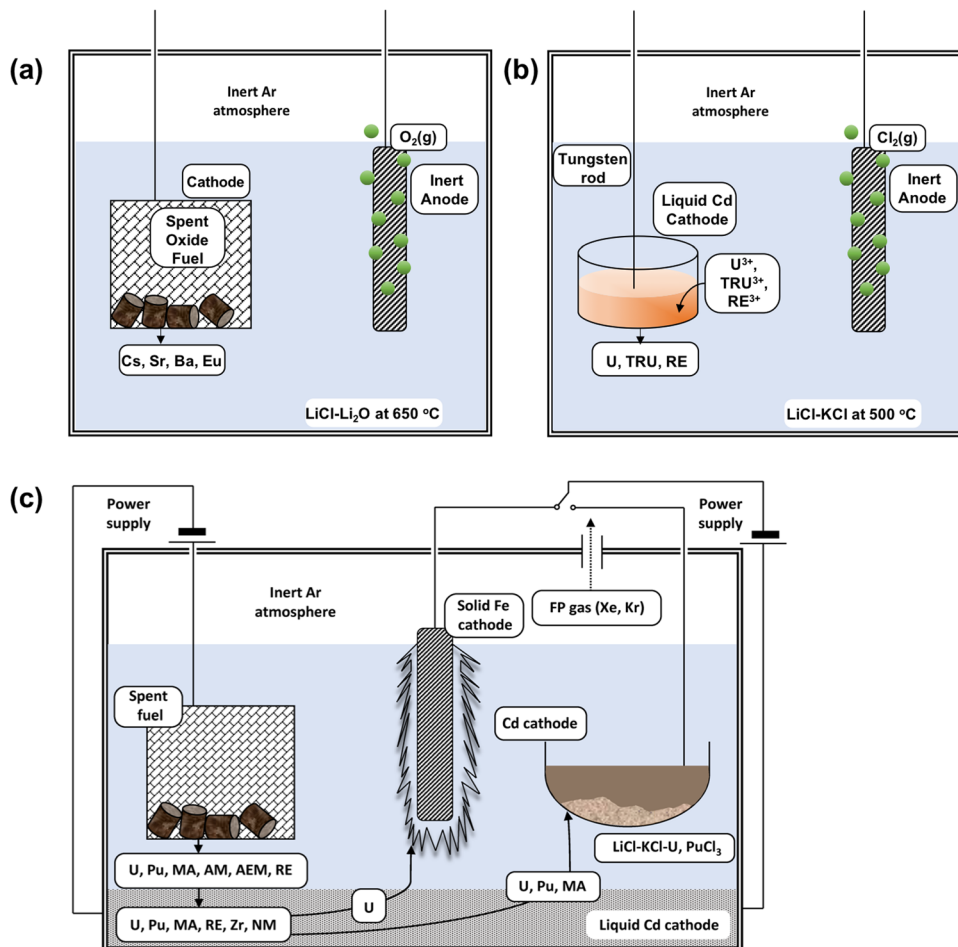 (a)
Inert Ar
atmosphere
O₂(g)
Inert
Anode
Cathode
Spent
Oxide
Fuel
Cs, Sr, Ba, Eu
LiCl-Li₂O at 650 °C
(b)
Inert Ar
atmosphere
Cl₂(g)
Inert
Anode
Tungsten
rod
Liquid Cd
Cathode
U³⁺,
TRU³⁺,
RE³⁺
U, TRU, RE
LiCl-KCl at 500 °C
(c)
Power
supply
Power
supply
Inert Ar
atmosphere
Solid Fe
cathode
FP gas (Xe, Kr)
Spent
fuel
Cd cathode
LiCl-KCl-U, PuCl₃
U, Pu, MA, AM, AEM, RE
U, Pu, MA
U
U, Pu, MA, RE, Zr, NM
Liquid Cd cathode